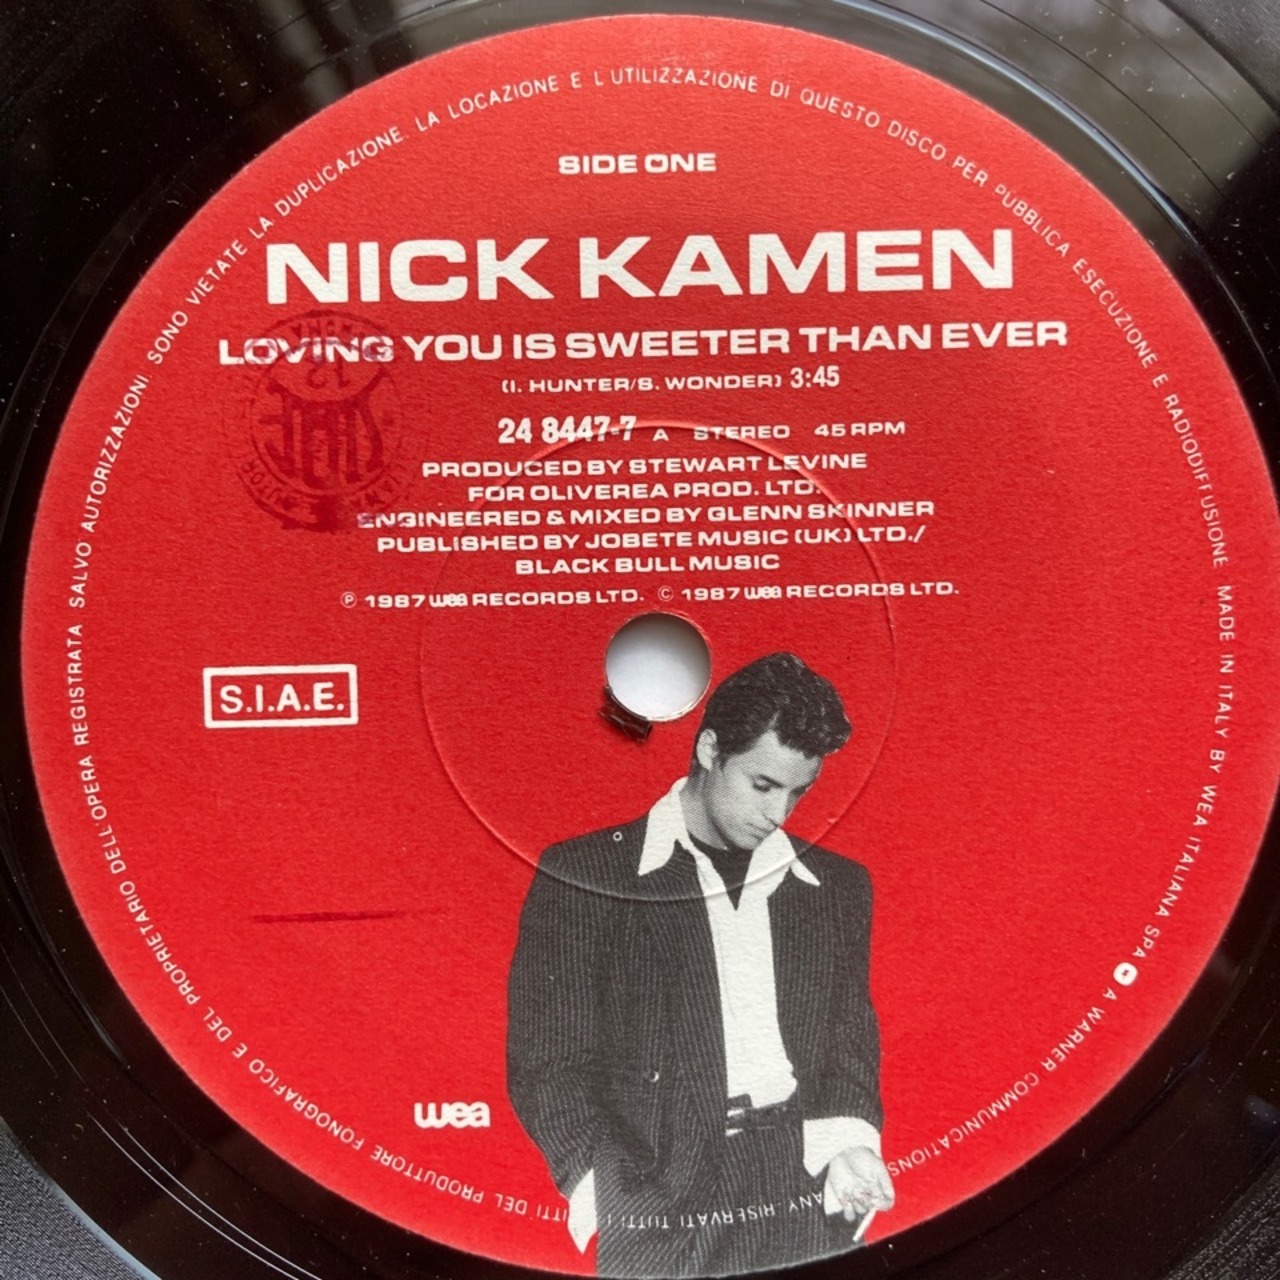 SIDE ONE
NICK KAMEN
LOVING YOU IS SWEETER THAN EVER
(I. HUNTER/S. WONDER) 3:45
24 8447-7 A STEREO 45 RPM
PRODUCED BY STEWART LEVINE
FOR OLIVEREA PROD. LTD.
ENGINEERED & MIXED BY GLENN SKINNER
PUBLISHED BY JOBETE MUSIC (UK) LTD./
BLACK BULL MUSIC
℗ 1987 wea RECORDS LTD. © 1987 wea RECORDS LTD.
S.I.A.E.
wea
DEL PRODUTTORE FONOGRAFICO E DEL PROPRIETARIO DELL'OPERA REGISTRATA SALVO AUTORIZZAZIONI SONO VIETATE LA DUPLICAZIONE. LA LOCAZIONE E L'UTILIZZAZIONE DI QUESTO DISCO PER PUBBLICA ESECUZIONE E RADIODIFFUSIONE MADE IN ITALY BY WEA ITALIANA SPA A WARNER COMMUNICATIONS ANY RISERVATI TUTTI